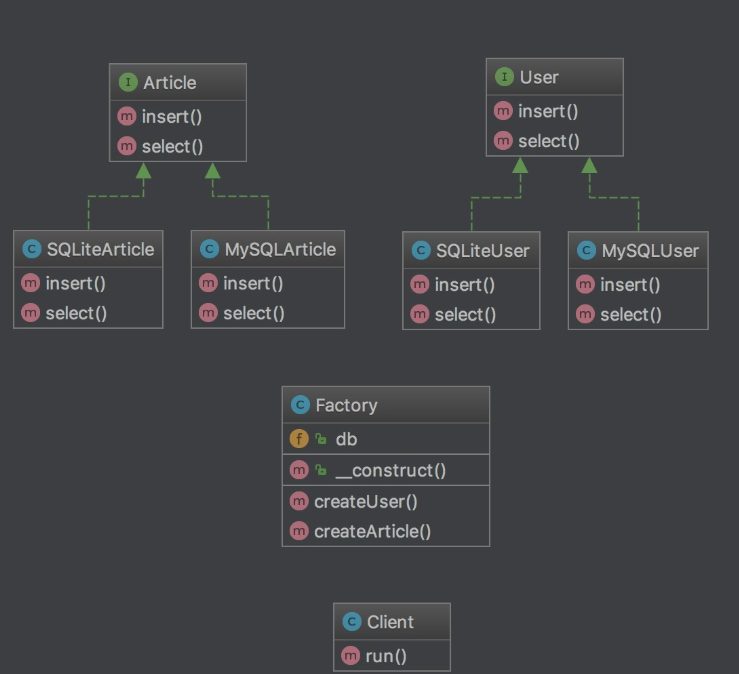 I Article
m insert()
m select()
I User
m insert()
m select()
C SQLiteArticle
m insert()
m select()
C MySQLArticle
m insert()
m select()
C SQLiteUser
m insert()
m select()
C MySQLUser
m insert()
m select()
C Factory
f db
m __construct()
m createUser()
m createArticle()
C Client
m run()